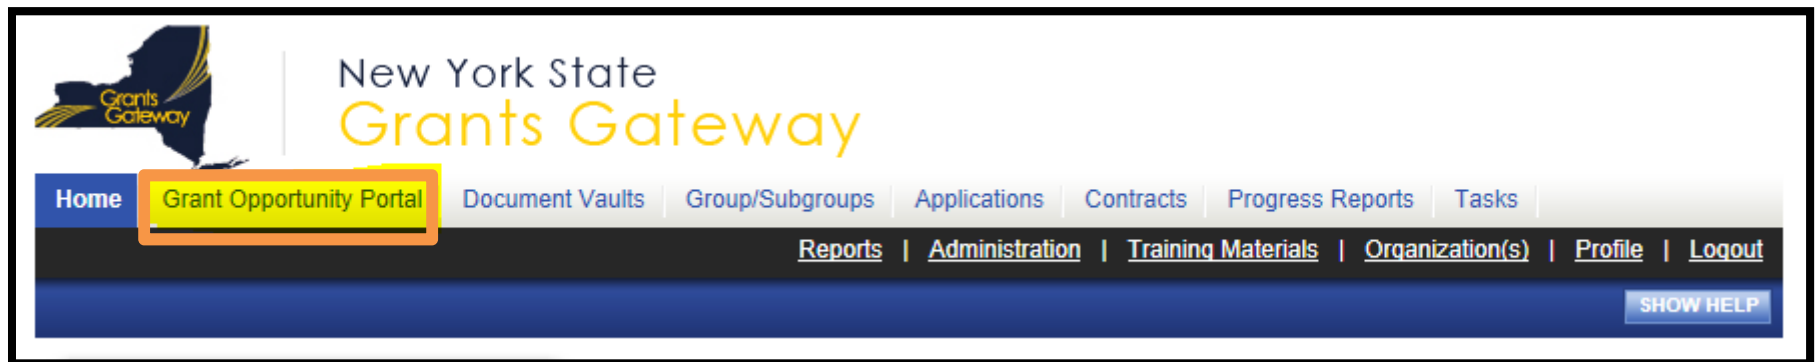 Grants
Gateway
New York State
Grants Gateway
Home Grant Opportunity Portal Document Vaults Group/Subgroups Applications Contracts Progress Reports Tasks
Reports | Administration | Training Materials | Organization(s) | Profile | Logout
SHOW HELP